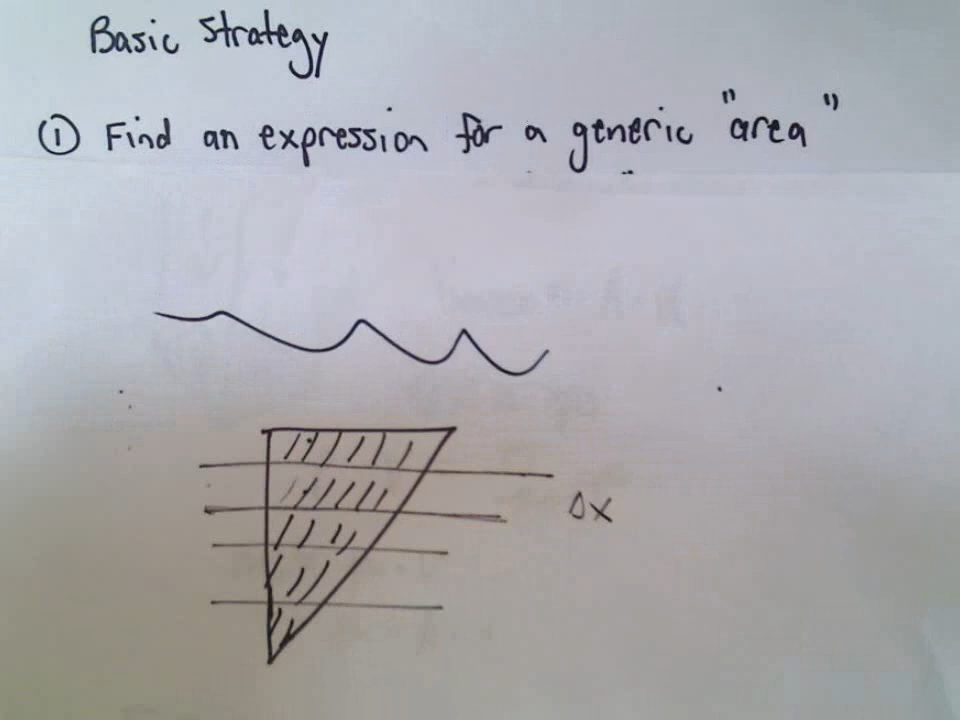 Basic Strategy
① Find an expression for a generic "area"
Δx